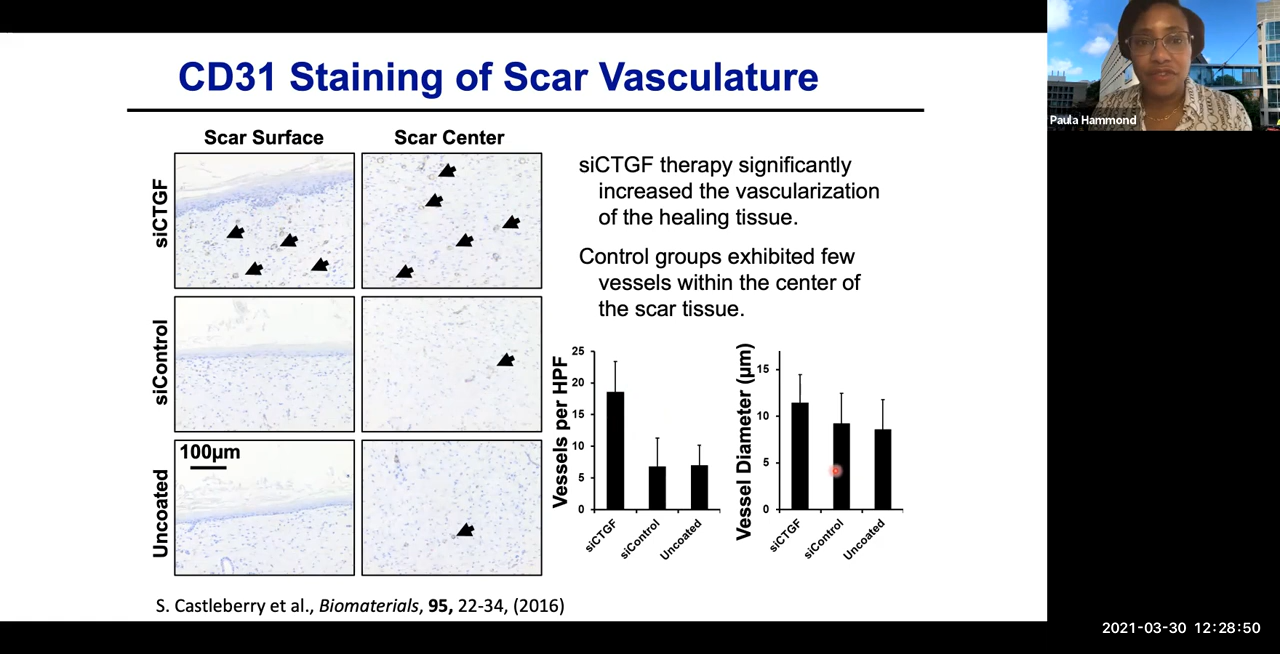 CD31 Staining of Scar Vasculature
Scar Surface
Scar Center
siCTGF
siControl
Uncoated
100µm
siCTGF therapy significantly
increased the vascularization
of the healing tissue.
Control groups exhibited few
vessels within the center of
the scar tissue.
Vessels per HPF
25
20
15
10
5
0
siCTGF
siControl
Uncoated
Vessel Diameter (µm)
15
10
5
0
siCTGF
siControl
Uncoated
S. Castleberry et al., Biomaterials, 95, 22-34, (2016)
Paula Hammond
2021-03-30 12:28:50